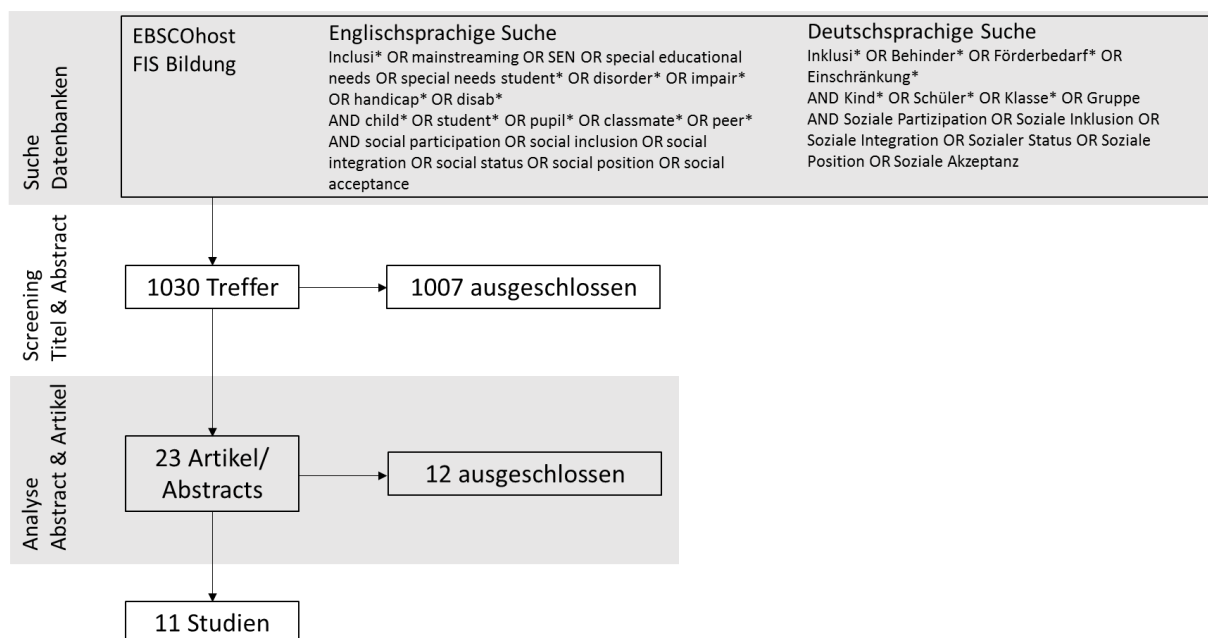 Suche
Datenbanken
EBSCOhost
FIS Bildung
Englischsprachige Suche
Inclusi* OR mainstreaming OR SEN OR special educational
needs OR special needs student* OR disorder* OR impair*
OR handicap* OR disab*
AND child* OR student* OR pupil* OR classmate* OR peer*
AND social participation OR social inclusion OR social
integration OR social status OR social position OR social
acceptance
Deutschsprachige Suche
Inklusi* OR Behinder* OR Förderbedarf* OR
Einschränkung*
AND Kind* OR Schüler* OR Klasse* OR Gruppe
AND Soziale Partizipation OR Soziale Inklusion OR
Soziale Integration OR Sozialer Status OR Soziale
Position OR Soziale Akzeptanz
Screening
Titel & Abstract
1030 Treffer
1007 ausgeschlossen
Analyse
Abstract & Artikel
23 Artikel/
Abstracts
12 ausgeschlossen
11 Studien